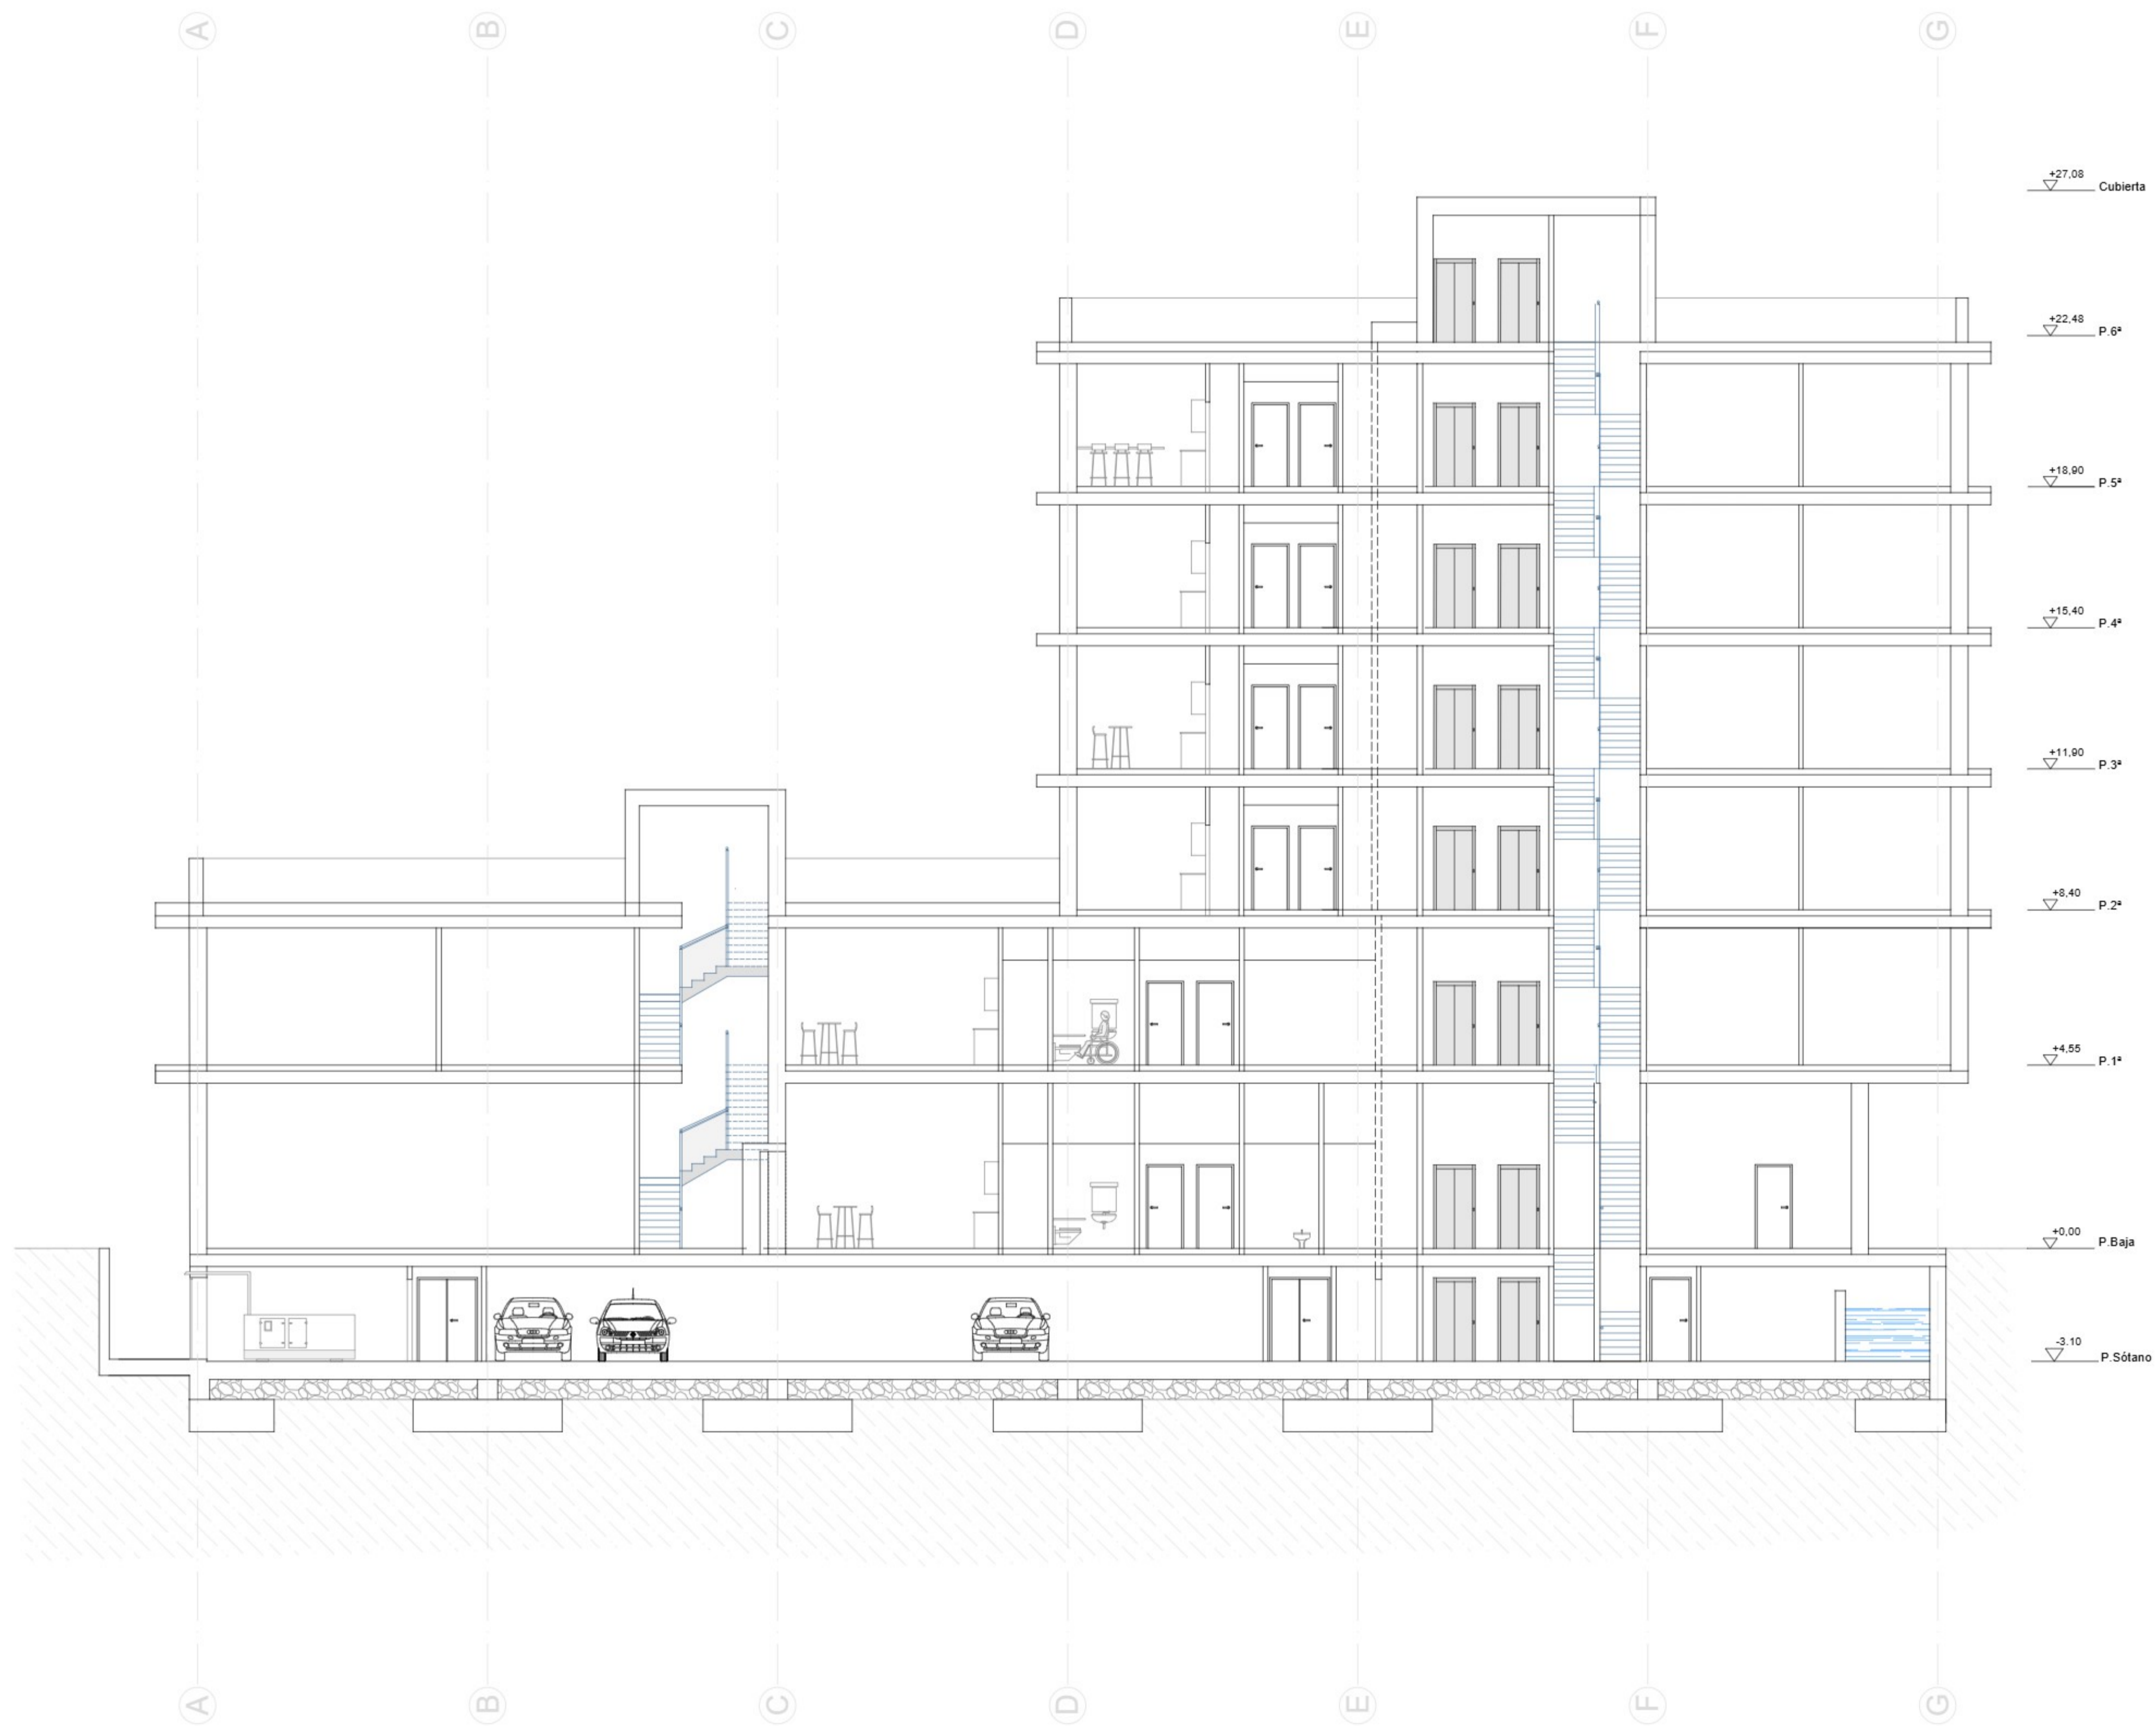 A B C D E F G
+27,08
Cubierta
+22,48
P.6ª
+18,90
P.5ª
+15,40
P.4ª
+11,90
P.3ª
+8,40
P.2ª
+4,55
P.1ª
+0,00
P.Baja
-3.10
P.Sótano
A B C D E F G